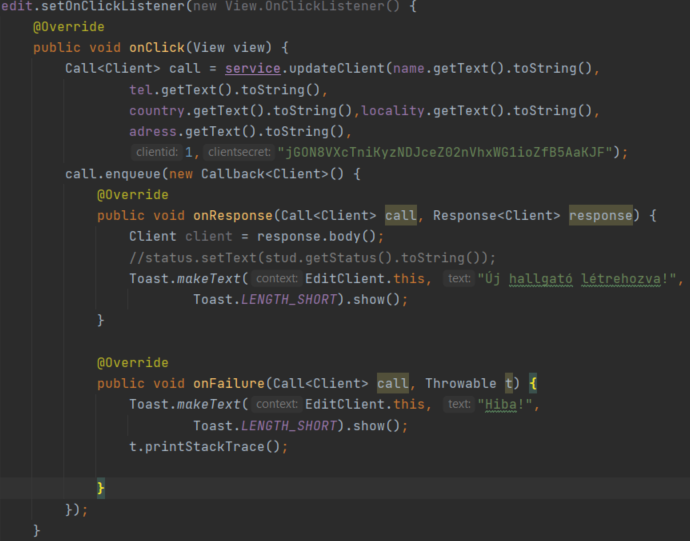 edit.setOnClickListener(new View.OnClickListener() {
@Override
public void onClick(View view) {
Call<Client> call = service.updateClient(name.getText().toString(),
tel.getText().toString(),
country.getText().toString(),locality.getText().toString(),
adress.getText().toString(),
clientid: 1, clientsecret: "jGON8VXcTniKyzNDJceZ02nVhxWG1ioZfB5AaKJF");
call.enqueue(new Callback<Client>() {
@Override
public void onResponse(Call<Client> call, Response<Client> response) {
Client client = response.body();
//status.setText(stud.getStatus().toString());
Toast.makeText( context: EditClient.this, text: "Új hallgató létrehozva!",
Toast.LENGTH_SHORT).show();
}
@Override
public void onFailure(Call<Client> call, Throwable t) {
Toast.makeText( context: EditClient.this, text: "Hiba!",
Toast.LENGTH_SHORT).show();
t.printStackTrace();
}
});
}